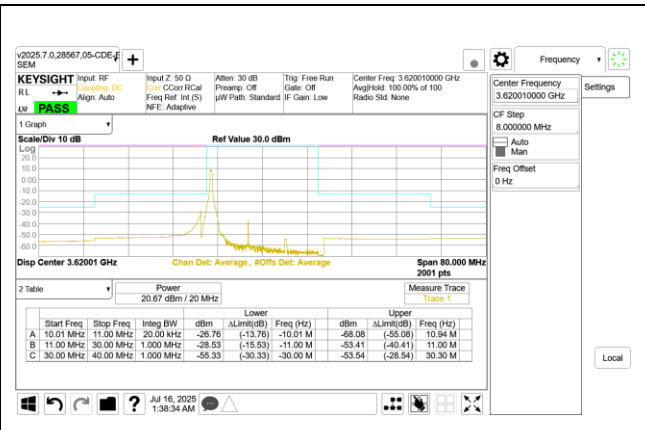 v2025.7.0,28567,05-CDE-E
SEM
+
Frequency
KEYSIGHT
RL
PASS
Input: RF
Coupling: DC
Align: Auto
Input Z: 50 Ω
Corr CCorr RCal
Freq Ref: Int (S)
NFE: Adaptive
Atten: 30 dB
Preamp: Off
µW Path: Standard
Trig: Free Run
Gate: Off
IF Gain: Low
Center Freq: 3.620010000 GHz
Avg|Hold: 100.00% of 100
Radio Std: None
Center Frequency
3.620010000 GHz
Settings
CF Step
8.000000 MHz
Auto
Man
Freq Offset
0 Hz
Local
1 Graph
Scale/Div 10 dB
Ref Value 30.0 dBm
Log
20.0
10.0
0.00
-10.0
-20.0
-30.0
-40.0
-50.0
-60.0
Disp Center 3.62001 GHz
Chan Det: Average, #Offs Det: Average
Span 80.000 MHz
2001 pts
2 Table
Power
20.67 dBm / 20 MHz
Measure Trace
Trace 1
Lower Upper
Start Freq Stop Freq Integ BW dBm ∆Limit(dB) Freq (Hz) dBm ∆Limit(dB) Freq (Hz)
A 10.01 MHz 11.00 MHz 20.00 kHz -26.76 (-13.76) -10.01 M -68.08 (-55.08) 10.94 M
B 11.00 MHz 30.00 MHz 1.000 MHz -28.53 (-15.53) -11.00 M -53.41 (-40.41) 11.00 M
C 30.00 MHz 40.00 MHz 1.000 MHz -55.33 (-30.33) -30.00 M -53.54 (-28.54) 30.30 M
?
Jul 16, 2025
1:38:34 AM